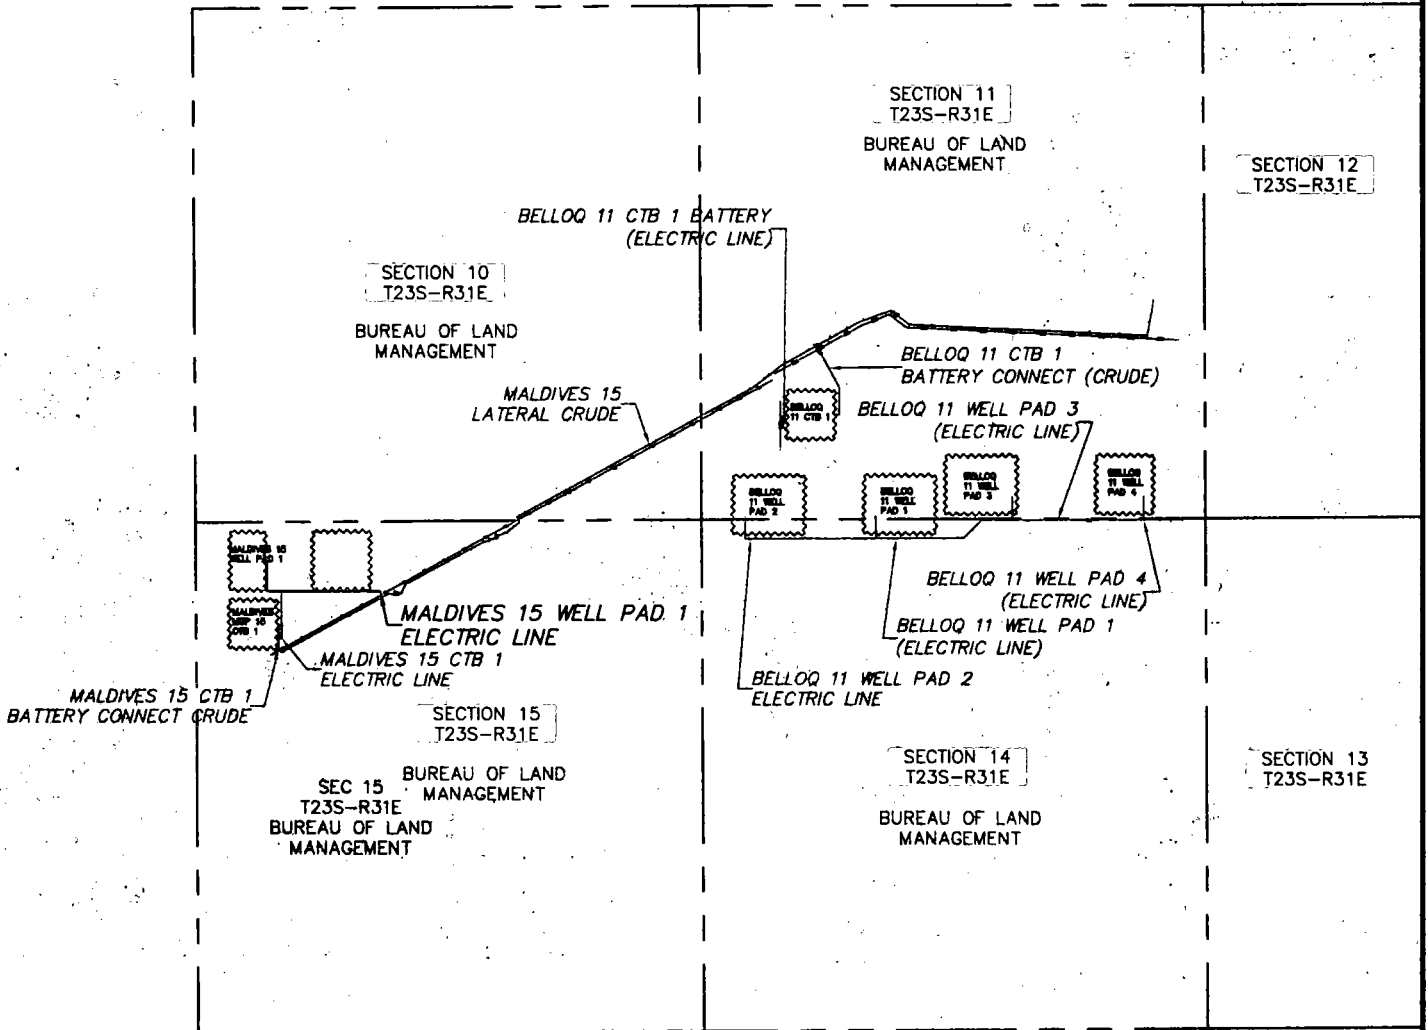 SECTION 11
T23S-R31E
BUREAU OF LAND
MANAGEMENT
SECTION 12
T23S-R31E
BELLOQ 11 CTB 1 BATTERY
(ELECTRIC LINE)
SECTION 10
T23S-R31E
BUREAU OF LAND
MANAGEMENT
BELLOQ 11 CTB 1
BATTERY CONNECT (CRUDE)
MALDIVES 15
LATERAL CRUDE
BELLOQ
11 CTB 1
BELLOQ 11 WELL PAD 3
(ELECTRIC LINE)
BELLOQ
11 WELL
PAD 2
BELLOQ
11 WELL
PAD 1
BELLOQ
11 WELL
PAD 3
BELLOQ
11 WELL
PAD 4
MALDIVES 15
WELL PAD 1
BELLOQ 11 WELL PAD 4
(ELECTRIC LINE)
MALDIVES
15
CTB 1
MALDIVES 15 WELL PAD 1
ELECTRIC LINE
BELLOQ 11 WELL PAD 1
(ELECTRIC LINE)
MALDIVES 15 CTB 1
ELECTRIC LINE
BELLOQ 11 WELL PAD 2
ELECTRIC LINE
MALDIVES 15 CTB 1
BATTERY CONNECT CRUDE
SECTION 15
T23S-R31E
BUREAU OF LAND
MANAGEMENT
SEC 15
T23S-R31E
BUREAU OF LAND
MANAGEMENT
SECTION 14
T23S-R31E
BUREAU OF LAND
MANAGEMENT
SECTION 13
T23S-R31E